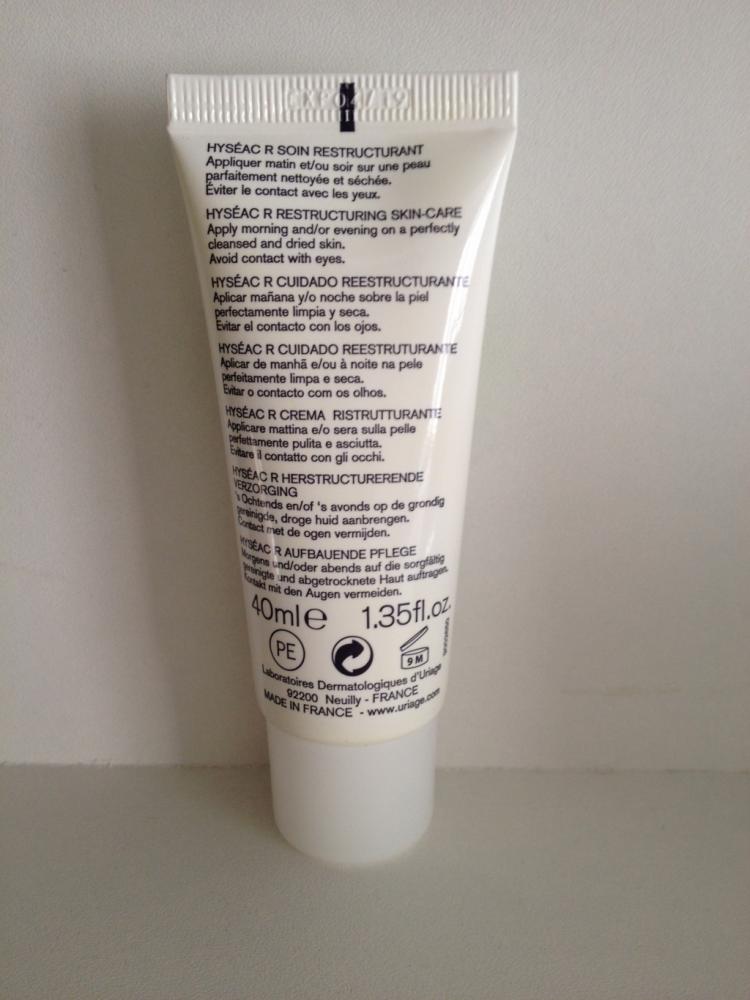 EXP04/19
HYSÉAC R SOIN RESTRUCTURANT
Appliquer matin et/ou soir sur une peau
parfaitement nettoyée et séchée.
Éviter le contact avec les yeux.
HYSÉAC R RESTRUCTURING SKIN-CARE
Apply morning and/or evening on a perfectly
cleansed and dried skin.
Avoid contact with eyes.
HYSÉAC R CUIDADO REESTRUCTURANTE
Aplicar mañana y/o noche sobre la piel
perfectamente limpia y seca.
Evitar el contacto con los ojos.
HYSÉAC R CUIDADO REESTRUTURANTE
Aplicar de manhã e/ou à noite na pele
perfeitamente limpa e seca.
Evitar o contacto com os olhos.
HYSÉAC R CREMA RISTRUTTURANTE
Applicare mattina e/o sera sulla pelle
perfettamente pulita e asciutta.
Evitare il contatto con gli occhi.
HYSÉAC R HERSTRUCTURERENDE
VERZORGING
's Ochtends en/of 's avonds op de grondig
gereinigde, droge huid aanbrengen.
Contact met de ogen vermijden.
HYSÉAC R AUFBAUENDE PFLEGE
Morgens und/oder abends auf die sorgfältig
gereinigte und abgetrocknete Haut auftragen.
Kontakt mit den Augen vermeiden.
40ml e 1.35fl.oz.
PE 9 M
Laboratoires Dermatologiques d'Uriage
92200 Neuilly - FRANCE
MADE IN FRANCE - www.uriage.com